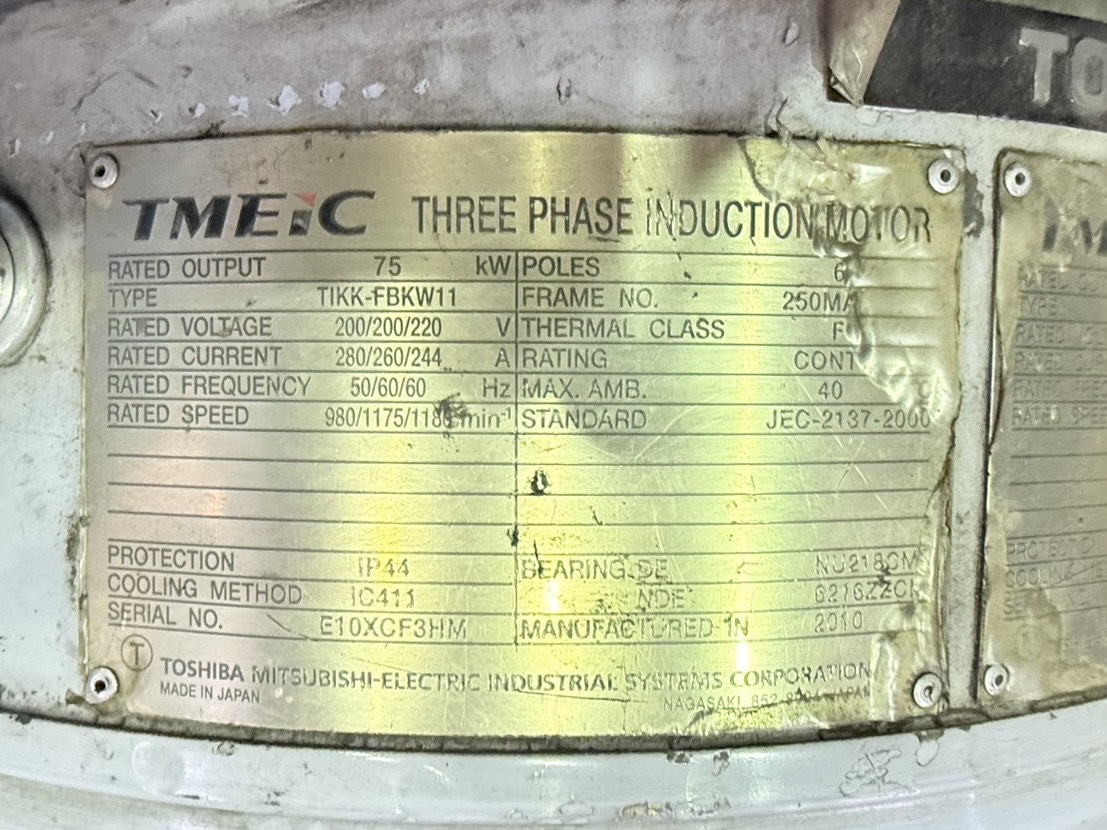 TO
TMEiC THREE PHASE INDUCTION MOTOR
RATED OUTPUT 75 kW POLES 6
TYPE TIKK-FBKW11 FRAME NO. 250MA
RATED VOLTAGE 200/200/220 V THERMAL CLASS F
RATED CURRENT 280/260/244 A RATING CONT
RATED FREQUENCY 50/60/60 Hz MAX. AMB. 40 °C
RATED SPEED 980/1175/1180 min-1 STANDARD JEC-2137-2000
PROTECTION IP44 BEARING DE NU218CM
COOLING METHOD IC411 NDE
SERIAL NO. E10XCF3HM MANUFACTURED IN 2010
T TOSHIBA MITSUBISHI-ELECTRIC INDUSTRIAL SYSTEMS CORPORATION
MADE IN JAPAN NAGASAKI, JAPAN